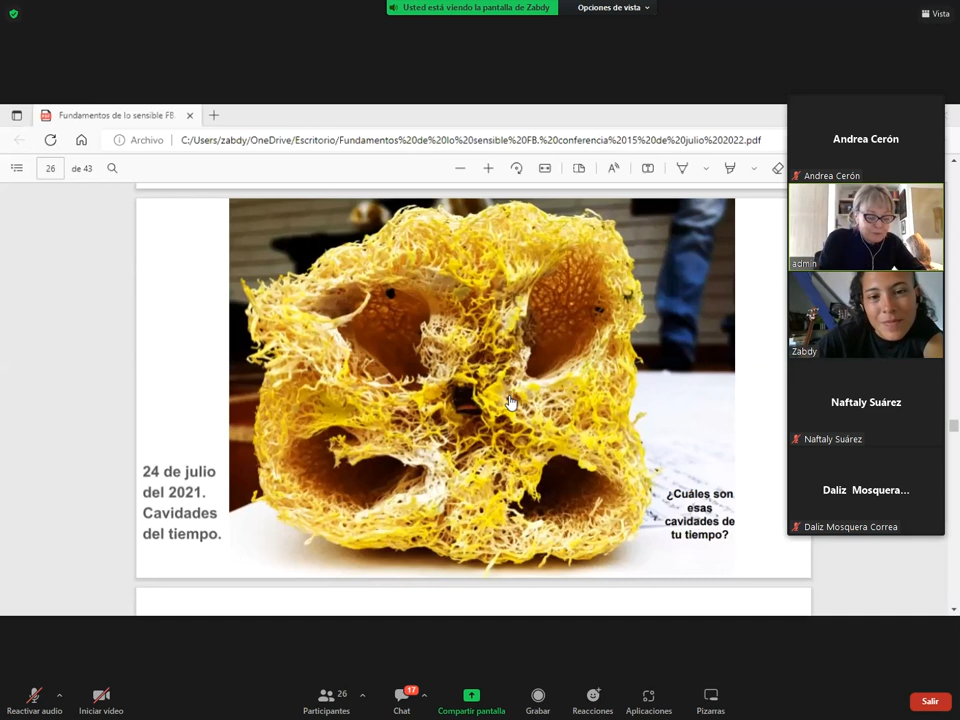 Usted está viendo la pantalla de Zabdy
Opciones de vista
Vista
Fundamentos de lo sensible FB.
Archivo
C:/Users/zabdy/OneDrive/Escritorio/Fundamentos%20de%20lo%20sensible%20FB.%20conferencia%2015%20de%20julio%202022.pdf
26
de 43
24 de julio
del 2021.
Cavidades
del tiempo.
¿Cuáles son
esas
cavidades de
tu tiempo?
Andrea Cerón
Andrea Cerón
admin
Zabdy
Naftaly Suárez
Naftaly Suárez
Daliz Mosquera...
Daliz Mosquera Correa
Reactivar audio
Iniciar video
26
Participantes
17
Chat
Compartir pantalla
Grabar
Reacciones
Aplicaciones
Pizarras
Salir